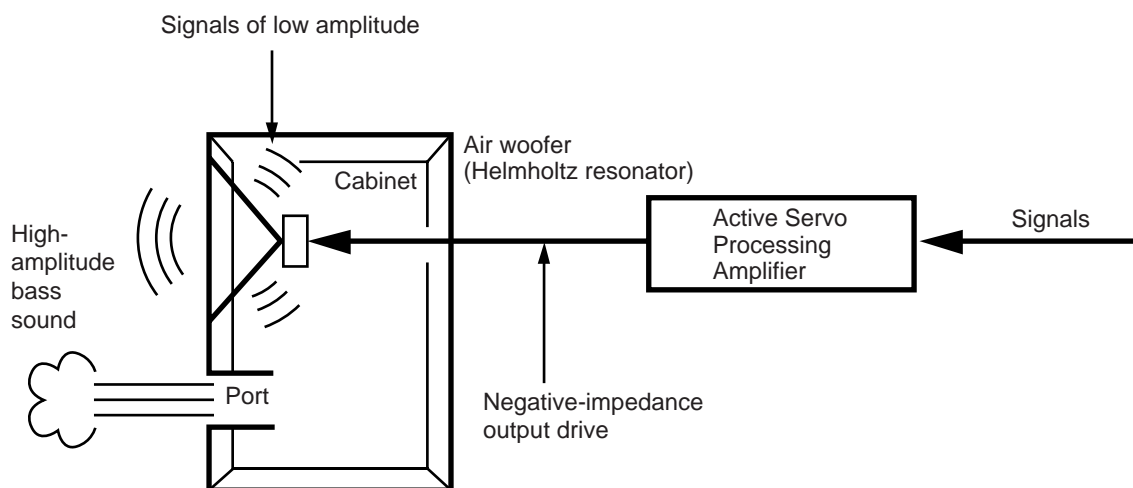 Signals of low amplitude
Air woofer
(Helmholtz resonator)
Cabinet
High-
amplitude
bass
sound
Active Servo
Processing
Amplifier
Signals
Port
Negative-impedance
output drive